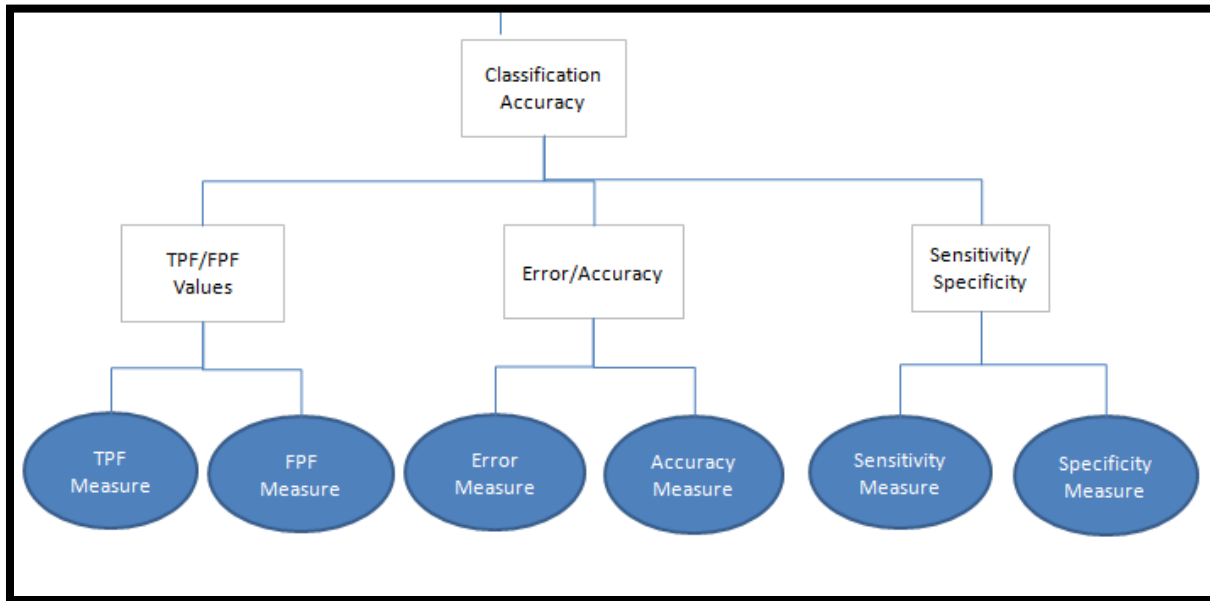 Classification
Accuracy
TPF/FPF
Values
Error/Accuracy
Sensitivity/
Specificity
TPF
Measure
FPF
Measure
Error
Measure
Accuracy
Measure
Sensitivity
Measure
Specificity
Measure